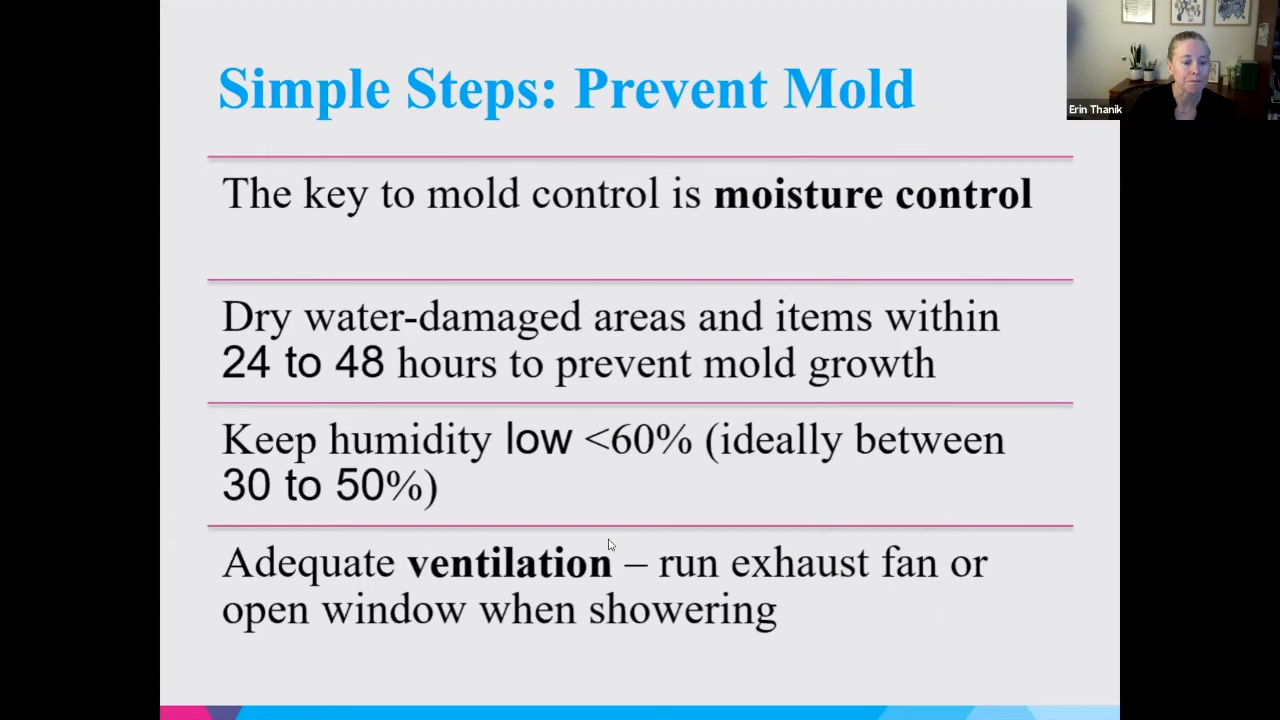 Simple Steps: Prevent Mold
Erin Thanik
The key to mold control is moisture control
Dry water-damaged areas and items within
24 to 48 hours to prevent mold growth
Keep humidity low <60% (ideally between
30 to 50%)
Adequate ventilation – run exhaust fan or
open window when showering